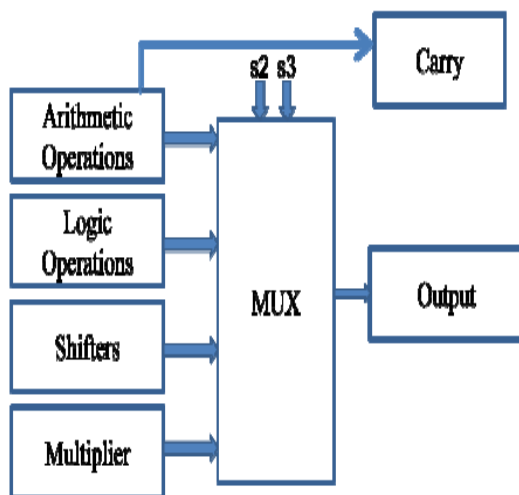 Carry
s2 s3
Arithmetic
Operations
Logic
Operations
MUX
Output
Shifters
Multiplier